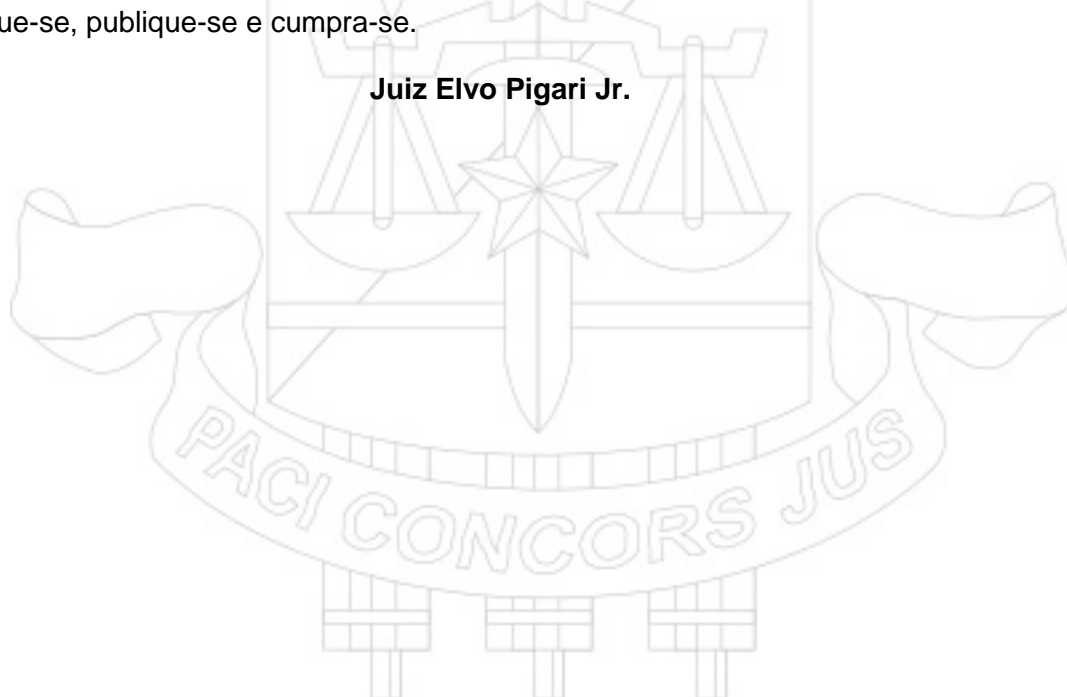 ue-se, publique-se e cumpra-se.
Juiz Elvo Pigari Jr.
PACI CONCORS JUS